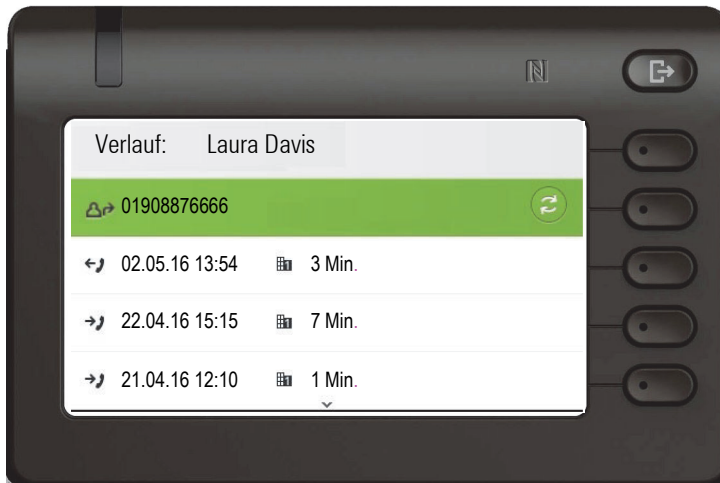 Verlauf: Laura Davis
01908876666
02.05.16 13:54 3 Min.
22.04.16 15:15 7 Min.
21.04.16 12:10 1 Min.